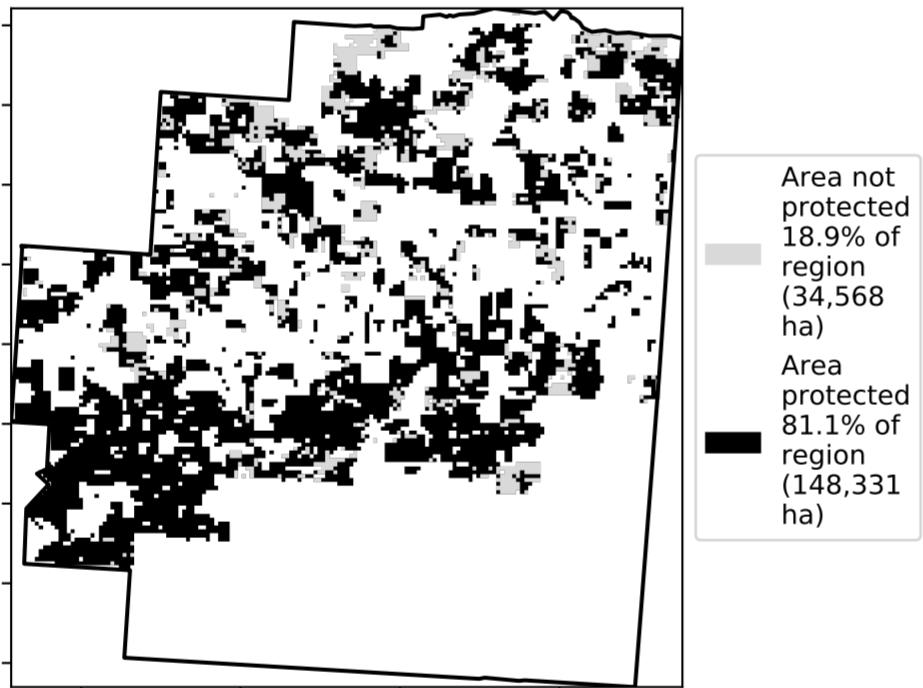 Area not
protected
18.9% of
region
(34,568
ha)
Area
protected
81.1% of
region
(148,331
ha)